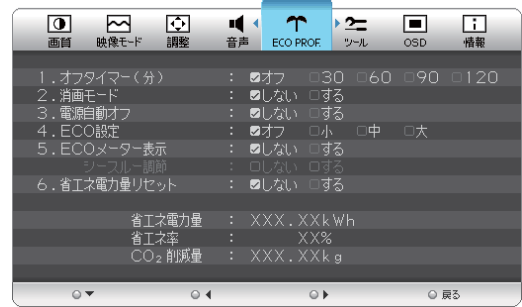 画質 映像モード 調整 音声 ECO PROF. ツール OSD 情報
1.オフタイマー(分) : ☑オフ □30 □60 □90 □120
2.消画モード : ☑しない □する
3.電源自動オフ : ☑しない □する
4.ECO設定 : ☑オフ □小 □中 □大
5.ECOメーター表示 : ☑しない □する
シースルー調節 : □しない □する
6.省エネ電力量リセット : ☑しない □する
省エネ電力量 : XXX.XXkWh
省エネ率 : XX%
CO₂削減量 : XXX.XXkg
戻る